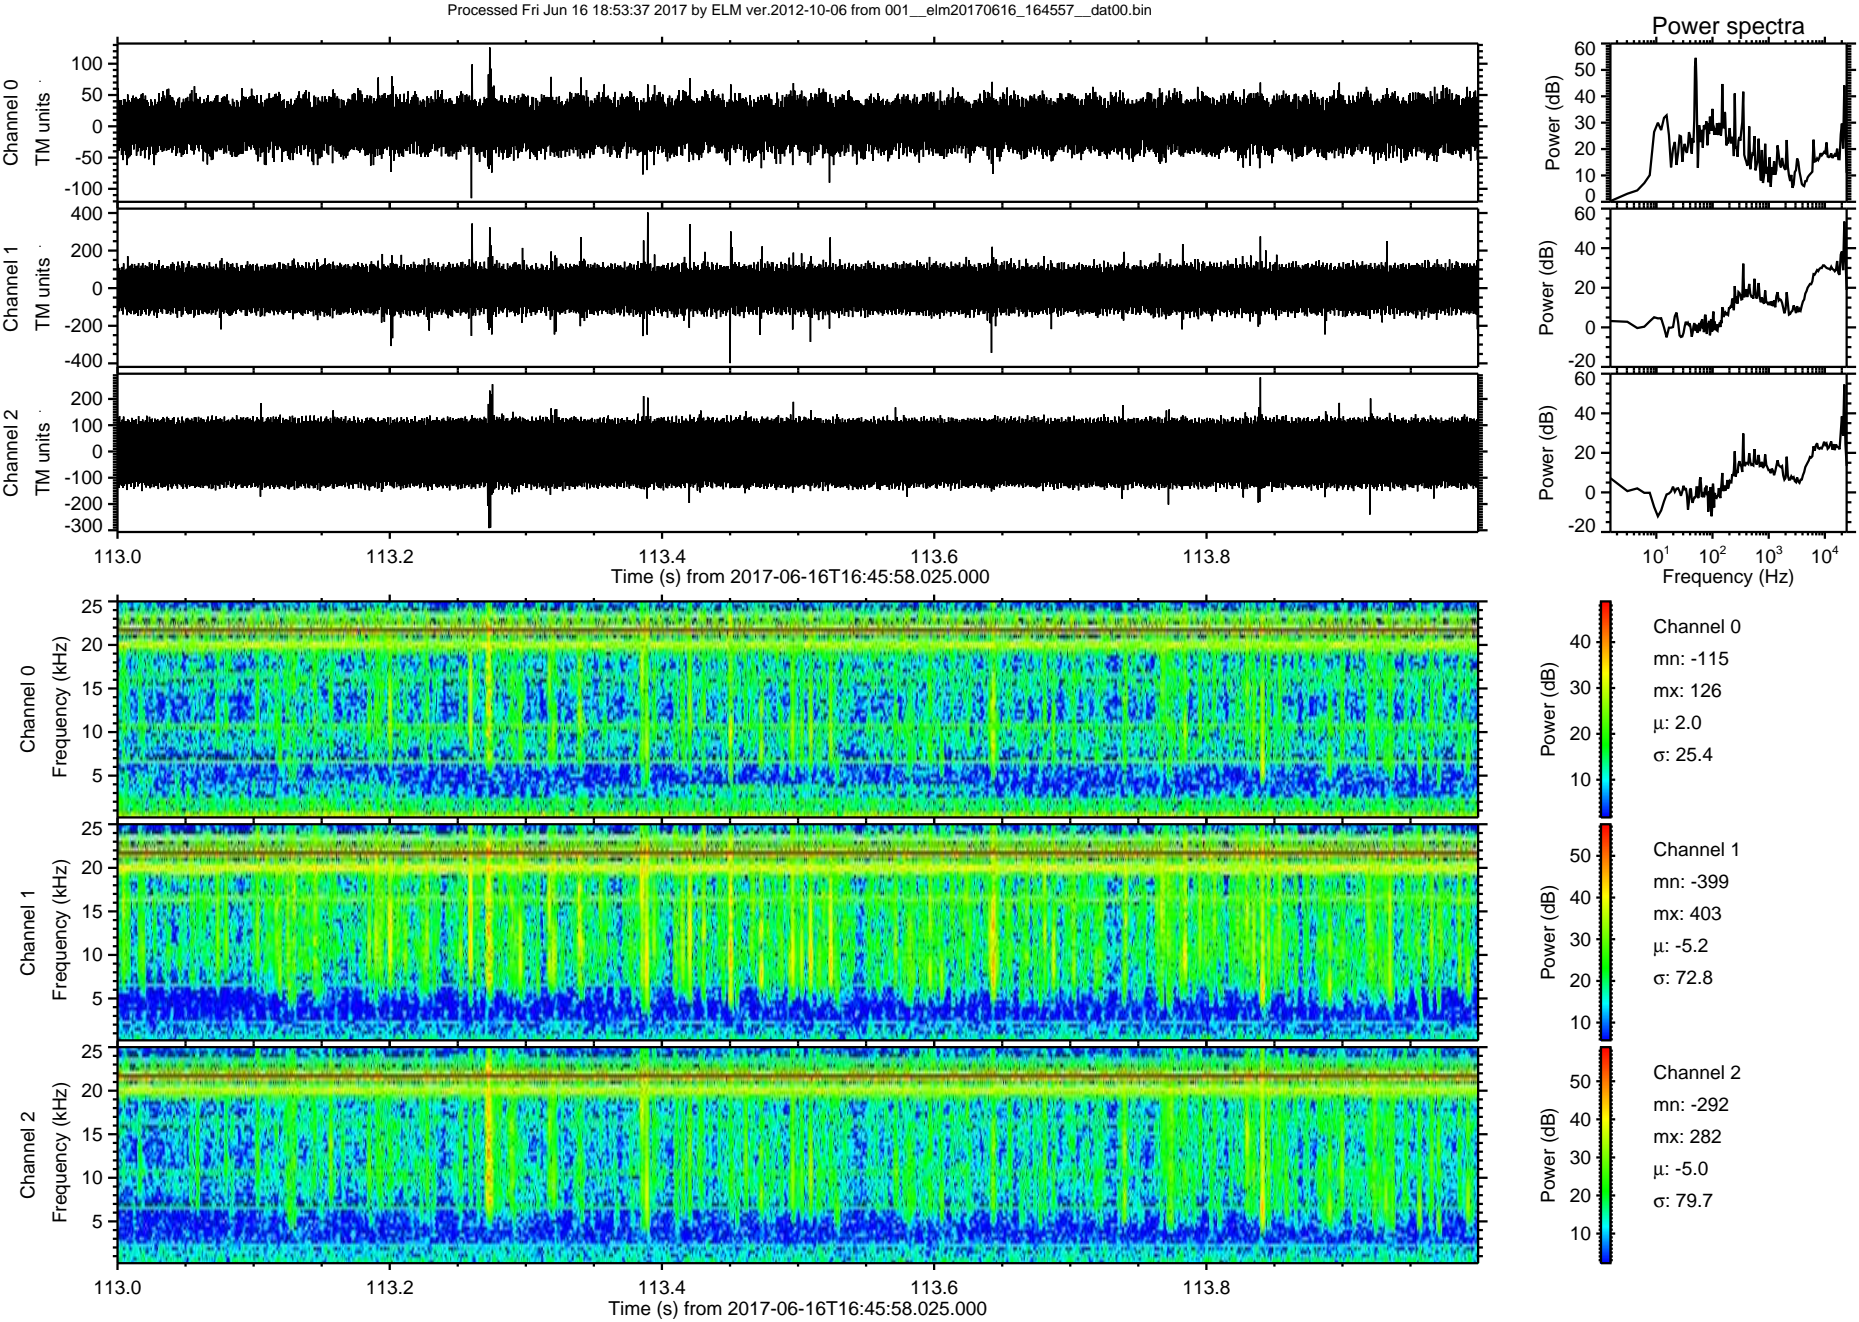 Processed Fri Jun 16 18:53:37 2017 by ELM ver.2012-10-06 from 001__elm20170616_164557__dat00.bin
Power spectra
Channel 0
TM units
100
50
0
-50
-100
Power (dB)
60
50
40
30
20
10
0
Channel 1
TM units
400
200
0
-200
-400
Power (dB)
60
40
20
0
-20
Channel 2
TM units
200
100
0
-100
-200
-300
Power (dB)
60
40
20
0
-20
113.0 113.2 113.4 113.6 113.8
Time (s) from 2017-06-16T16:45:58.025.000
10^1 10^2 10^3 10^4
Frequency (Hz)
Channel 0
Frequency (kHz)
25
20
15
10
5
Power (dB)
40
30
20
10
Channel 0
mn: -115
mx: 126
μ: 2.0
σ: 25.4
Channel 1
Frequency (kHz)
25
20
15
10
5
Power (dB)
50
40
30
20
10
Channel 1
mn: -399
mx: 403
μ: -5.2
σ: 72.8
Channel 2
Frequency (kHz)
25
20
15
10
5
Power (dB)
50
40
30
20
10
Channel 2
mn: -292
mx: 282
μ: -5.0
σ: 79.7
113.0 113.2 113.4 113.6 113.8
Time (s) from 2017-06-16T16:45:58.025.000